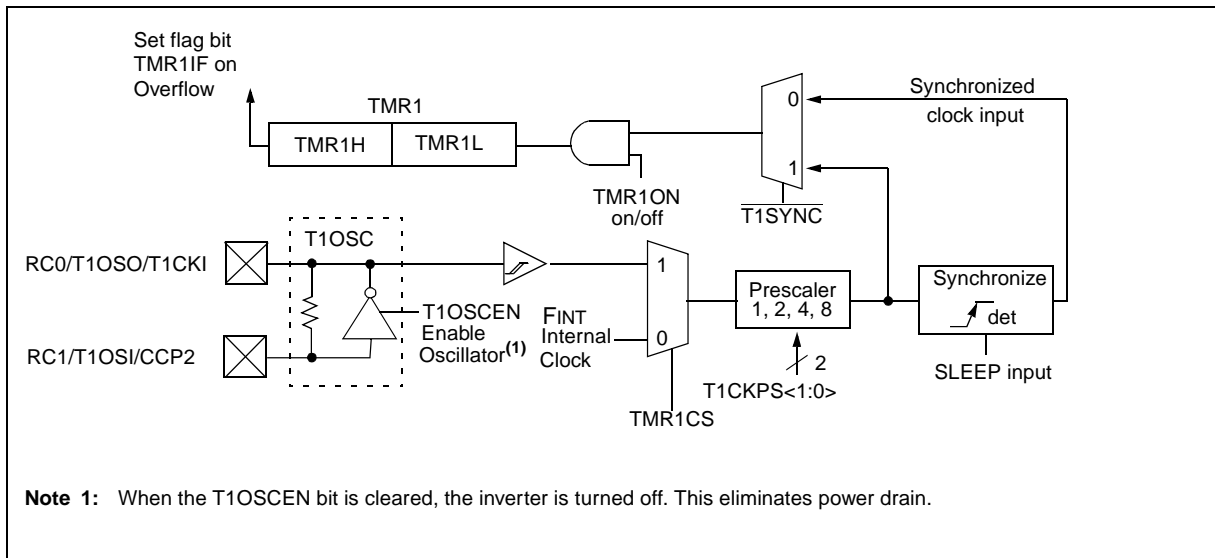 Set flag bit
TMR1IF on
Overflow
TMR1
TMR1H
TMR1L
TMR1ON
on/off
0
1
T1SYNC
Synchronized
clock input
T1OSC
RC0/T1OSO/T1CKI
RC1/T1OSI/CCP2
T1OSCEN
Enable
Oscillator(1)
FINT
Internal
Clock
1
0
TMR1CS
Prescaler
1, 2, 4, 8
2
T1CKPS<1:0>
Synchronize
det
SLEEP input
Note 1: When the T1OSCEN bit is cleared, the inverter is turned off. This eliminates power drain.